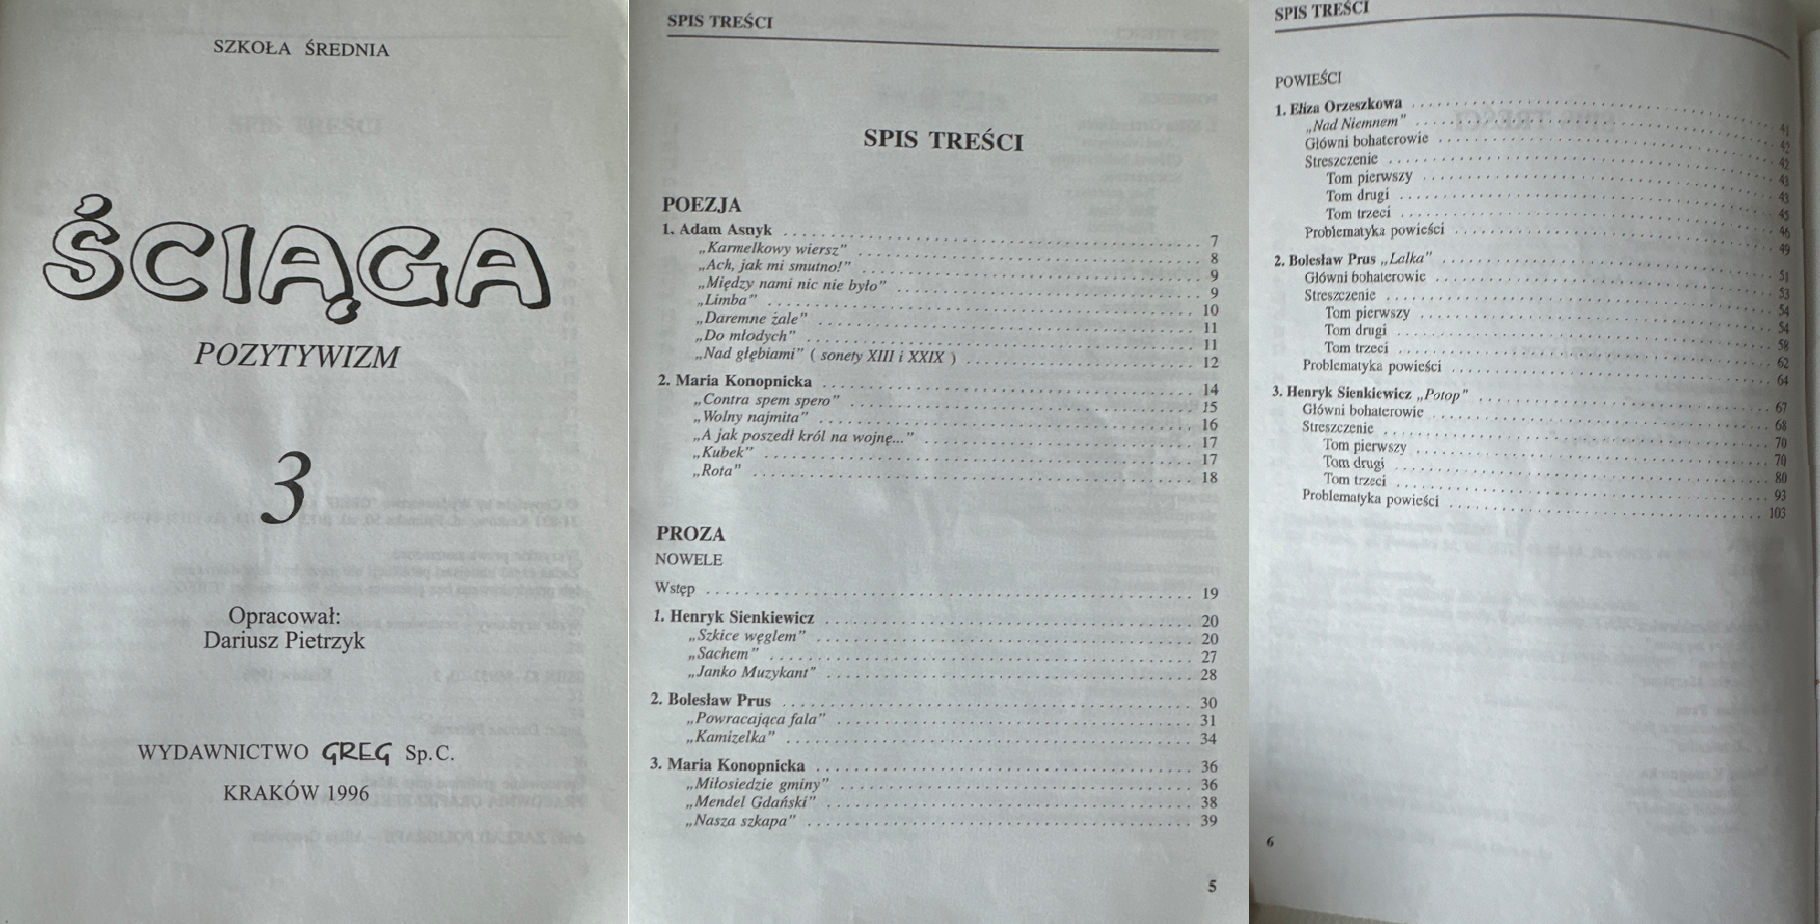 SZKOŁA ŚREDNIA
ŚCIĄGA
POZYTYWIZM
3
Opracował:
Dariusz Pietrzyk
WYDAWNICTWO GREG Sp. C.
KRAKÓW 1996
SPIS TREŚCI
SPIS TREŚCI
POEZJA
1. Adam Asnyk . . . . . . . . . . 7
„Karmelkowy wiersz” . . . . . . . . . . 8
„Ach, jak mi smutno!” . . . . . . . . . . 9
„Między nami nic nie było” . . . . . . . . . . 9
„Limba” . . . . . . . . . . 10
„Daremne żale” . . . . . . . . . . 11
„Do młodych” . . . . . . . . . . 11
„Nad głębiami” ( sonety XIII i XXIX ) . . . . . . . . . . 12
2. Maria Konopnicka . . . . . . . . . . 14
„Contra spem spero” . . . . . . . . . . 15
„Wolny najmita” . . . . . . . . . . 16
„A jak poszedł król na wojnę...” . . . . . . . . . . 17
„Kubek” . . . . . . . . . . 17
„Rota” . . . . . . . . . . 18
PROZA
NOWELE
Wstęp . . . . . . . . . . 19
1. Henryk Sienkiewicz . . . . . . . . . . 20
„Szkice węglem” . . . . . . . . . . 20
„Sachem” . . . . . . . . . . 27
„Janko Muzykant” . . . . . . . . . . 28
2. Bolesław Prus . . . . . . . . . . 30
„Powracająca fala” . . . . . . . . . . 31
„Kamizelka” . . . . . . . . . . 34
3. Maria Konopnicka . . . . . . . . . . 36
„Miłosiedzie gminy” . . . . . . . . . . 36
„Mendel Gdański” . . . . . . . . . . 38
„Nasza szkapa” . . . . . . . . . . 39
5
SPIS TREŚCI
POWIEŚCI
1. Eliza Orzeszkowa . . . . . . . . . . 41
„Nad Niemnem” . . . . . . . . . . 42
Główni bohaterowie . . . . . . . . . . 42
Streszczenie . . . . . . . . . . 43
Tom pierwszy . . . . . . . . . . 43
Tom drugi . . . . . . . . . . 45
Tom trzeci . . . . . . . . . . 46
Problematyka powieści . . . . . . . . . . 49
2. Bolesław Prus „Lalka” . . . . . . . . . . 51
Główni bohaterowie . . . . . . . . . . 53
Streszczenie . . . . . . . . . . 54
Tom pierwszy . . . . . . . . . . 54
Tom drugi . . . . . . . . . . 58
Tom trzeci . . . . . . . . . . 62
Problematyka powieści . . . . . . . . . . 64
3. Henryk Sienkiewicz „Potop” . . . . . . . . . . 67
Główni bohaterowie . . . . . . . . . . 68
Streszczenie . . . . . . . . . . 70
Tom pierwszy . . . . . . . . . . 70
Tom drugi . . . . . . . . . . 80
Tom trzeci . . . . . . . . . . 93
Problematyka powieści . . . . . . . . . . 103
6